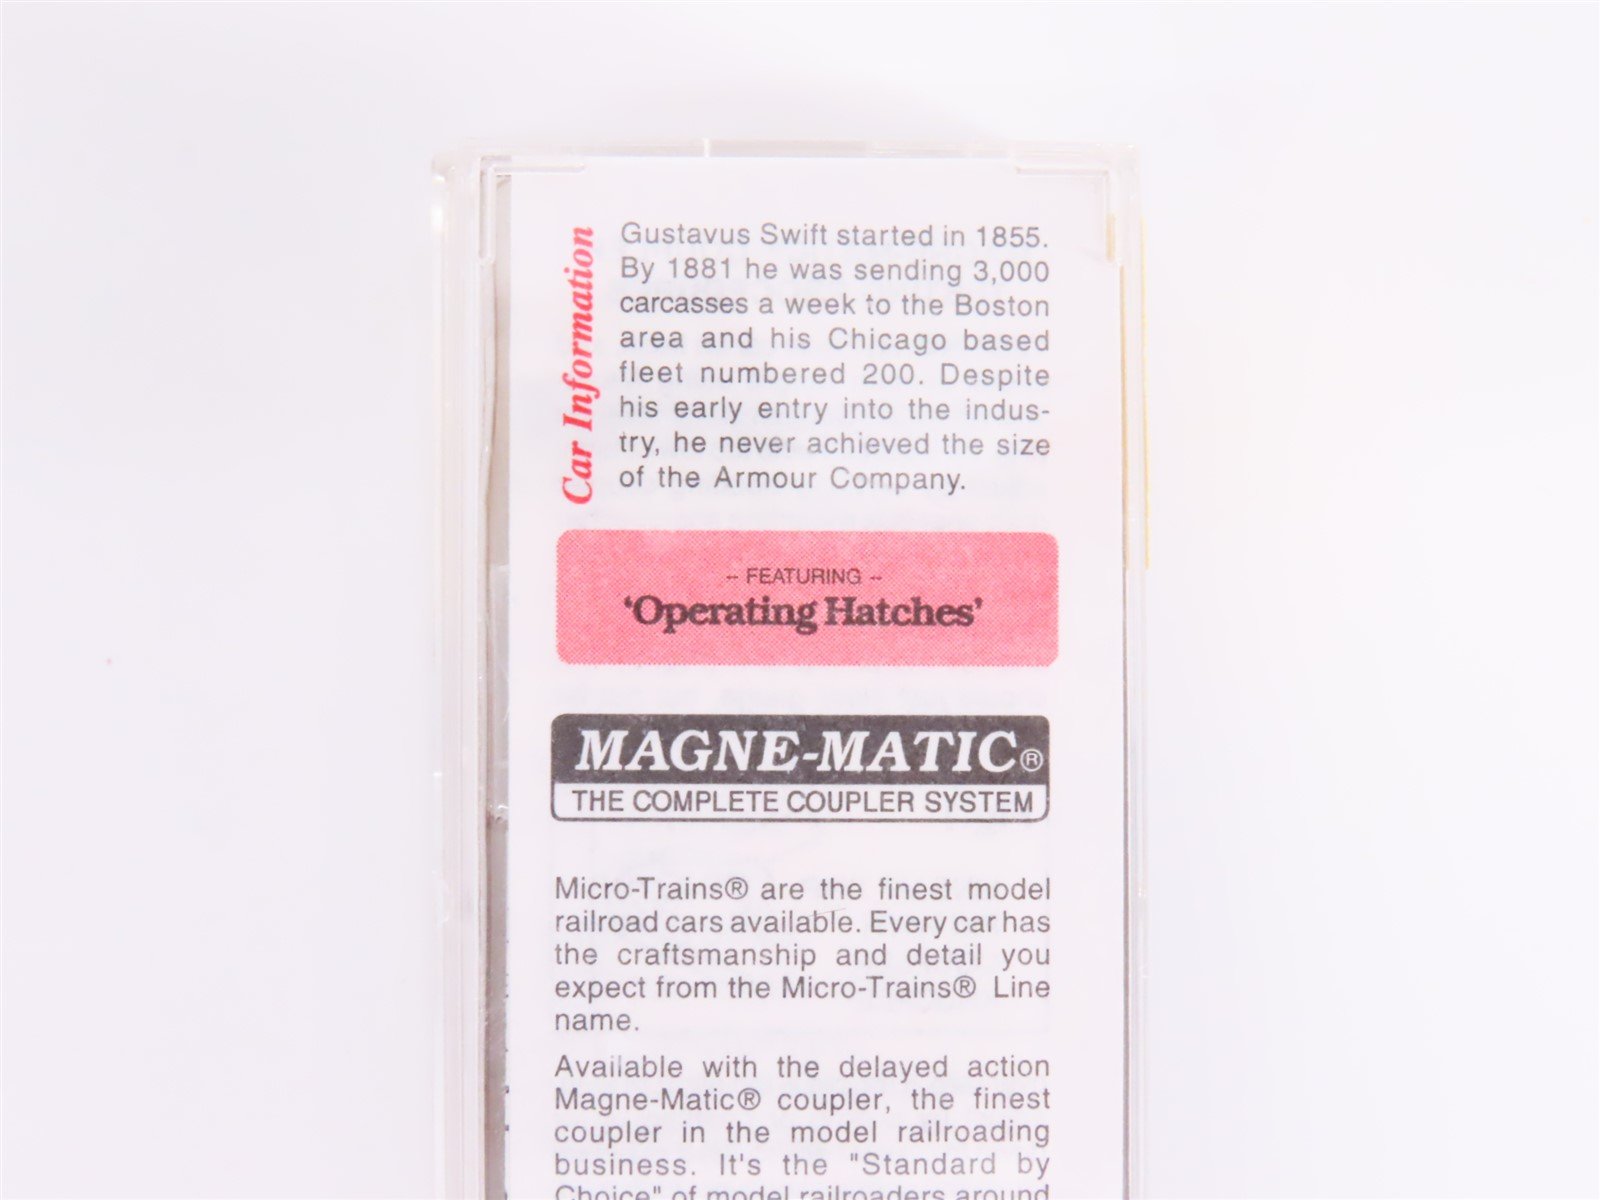 Car Information
Gustavus Swift started in 1855.
By 1881 he was sending 3,000
carcasses a week to the Boston
area and his Chicago based
fleet numbered 200. Despite
his early entry into the indus-
try, he never achieved the size
of the Armour Company.
-- FEATURING --
'Operating Hatches'
MAGNE-MATIC®
THE COMPLETE COUPLER SYSTEM
Micro-Trains® are the finest model
railroad cars available. Every car has
the craftsmanship and detail you
expect from the Micro-Trains® Line
name.
Available with the delayed action
Magne-Matic® coupler, the finest
coupler in the model railroading
business. It's the "Standard by
Choice" of model railroaders around